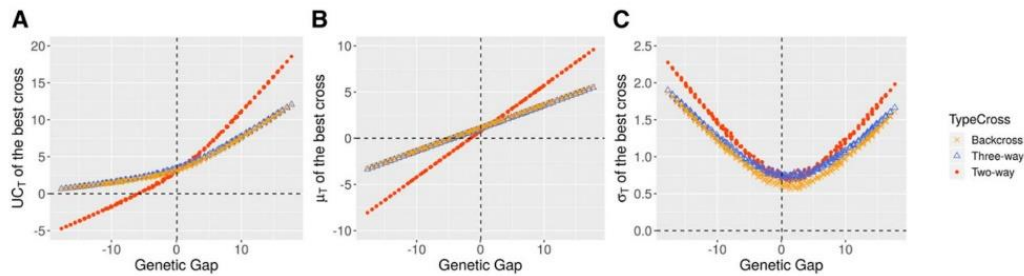 A
UC_T of the best cross
20
15
10
5
0
-5
-10 0 10
Genetic Gap
B
μ_T of the best cross
10
5
0
-5
-10
-10 0 10
Genetic Gap
C
σ_T of the best cross
2.5
2.0
1.5
1.0
0.5
0.0
-10 0 10
Genetic Gap
TypeCross
Backcross
Three-way
Two-way